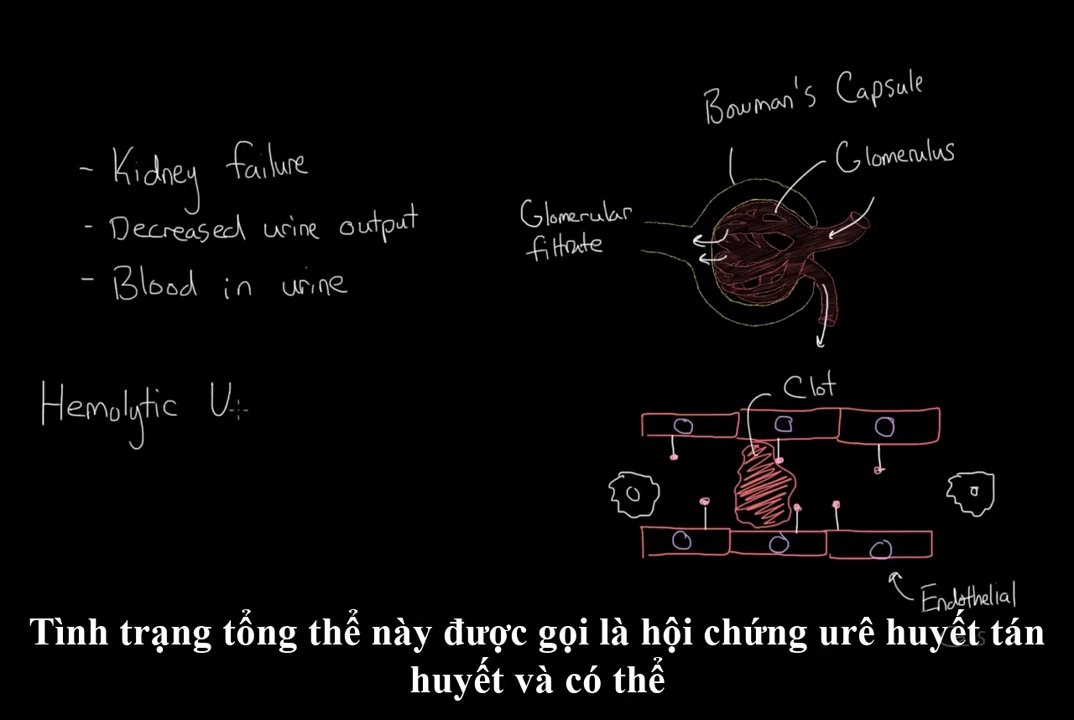 Bowman's Capsule
- Kidney failure
Glomerulus
- Decreased urine output
Glomerular
filtrate
- Blood in urine
Hemolytic U
Clot
Endothelial
Tình trạng tổng thể này được gọi là hội chứng urê huyết tán
huyết và có thể